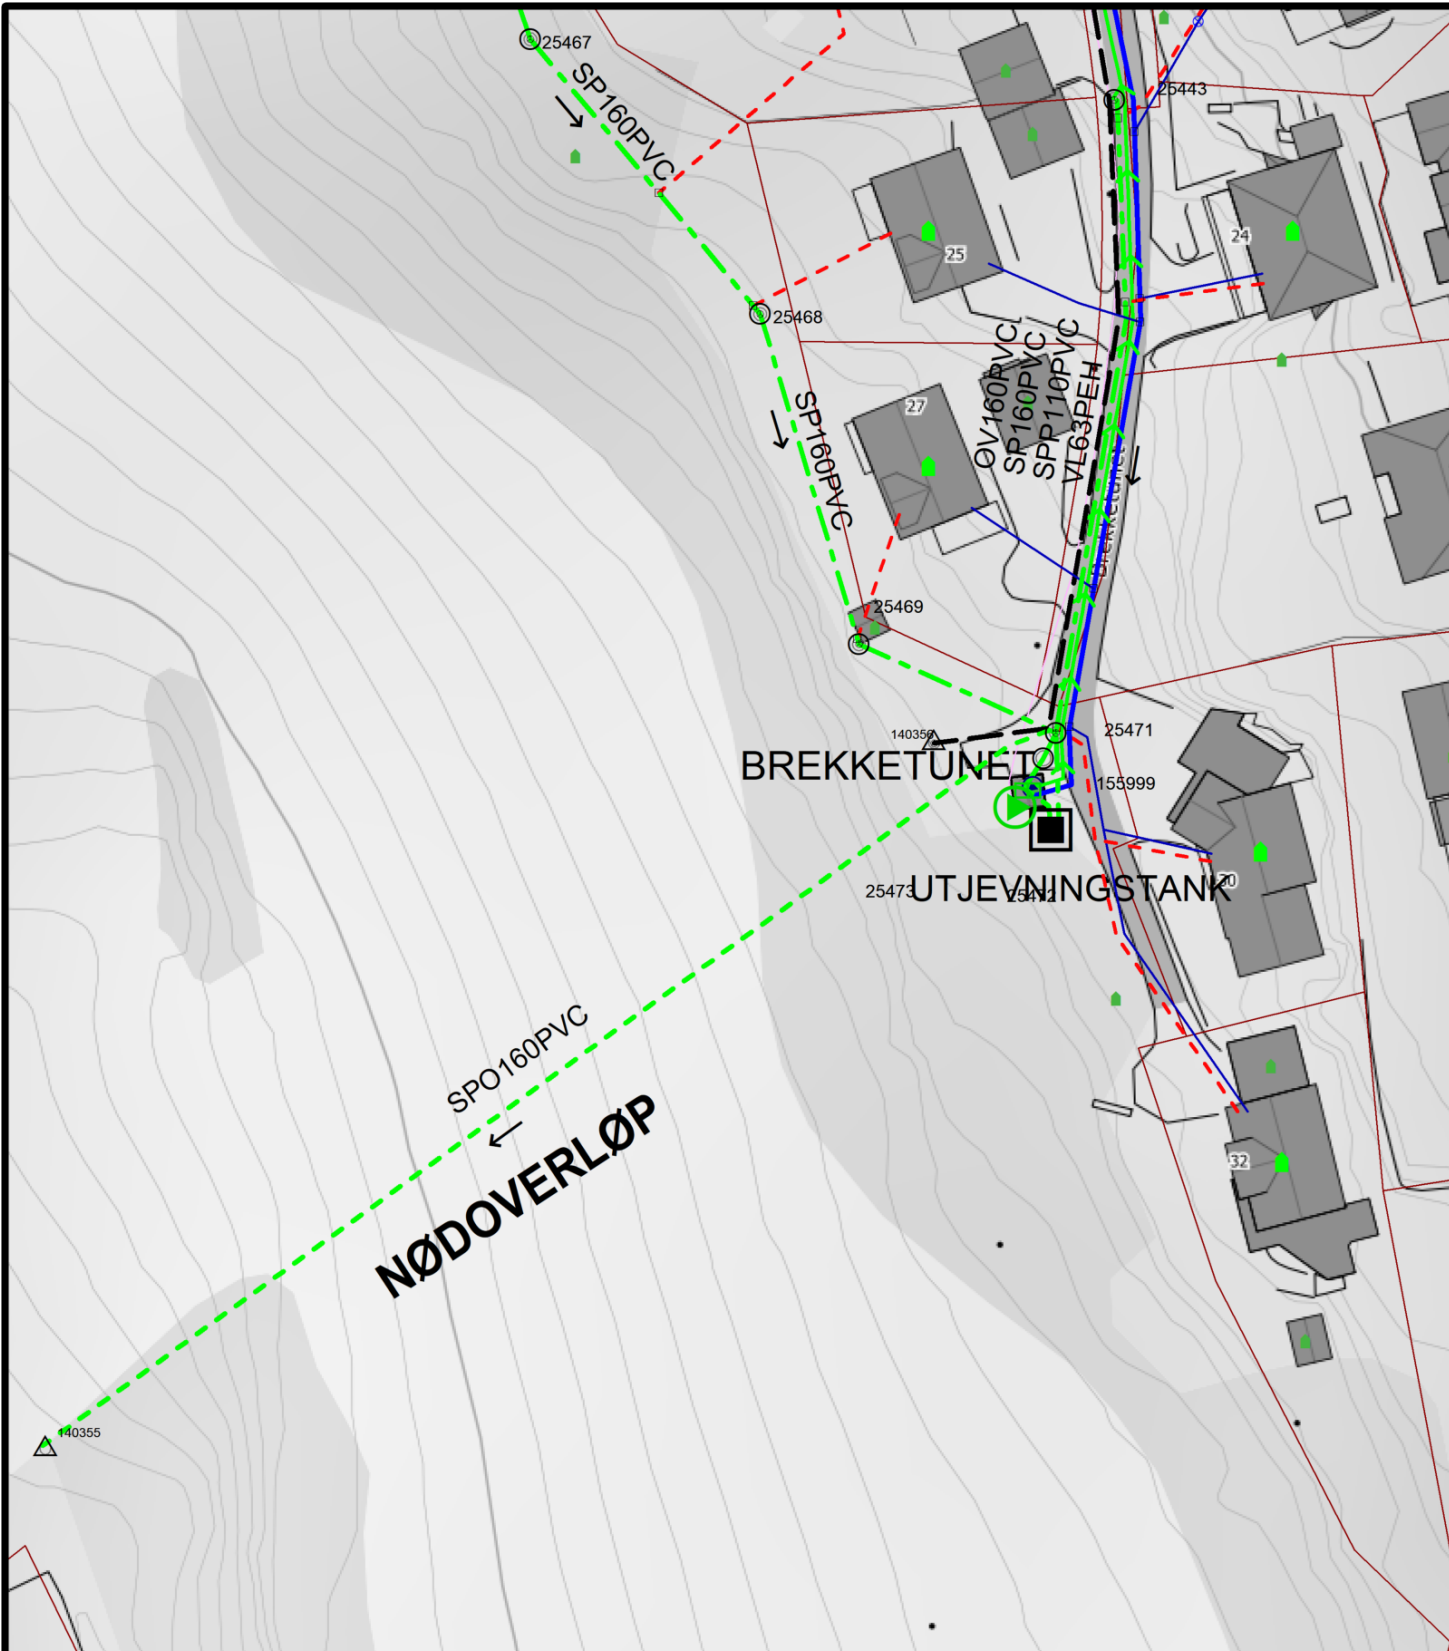 25467
SP160PVC
25443
24
25
25468
OV160PVC
SP160PVC
SPP110PVC
VL63PEH
27
SP160PVC
Brekketunet
25469
25471
140356
BREKKETUNET
155999
25473
UTJEVNINGSTANK
25472
30
SPO160PVC
NØDOVERLØP
32
140355